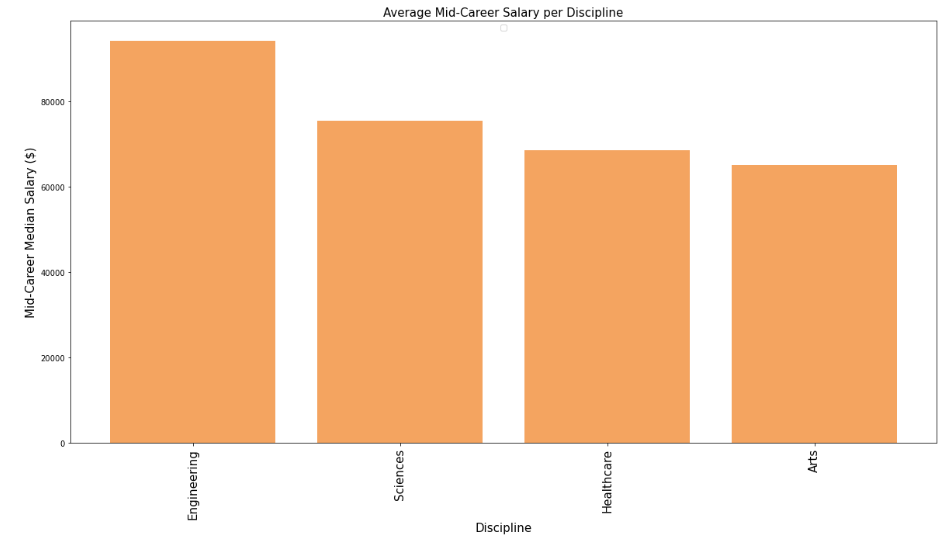 Average Mid-Career Salary per Discipline
Mid-Career Median Salary ($)
80000
60000
40000
20000
0
Engineering
Sciences
Healthcare
Arts
Discipline